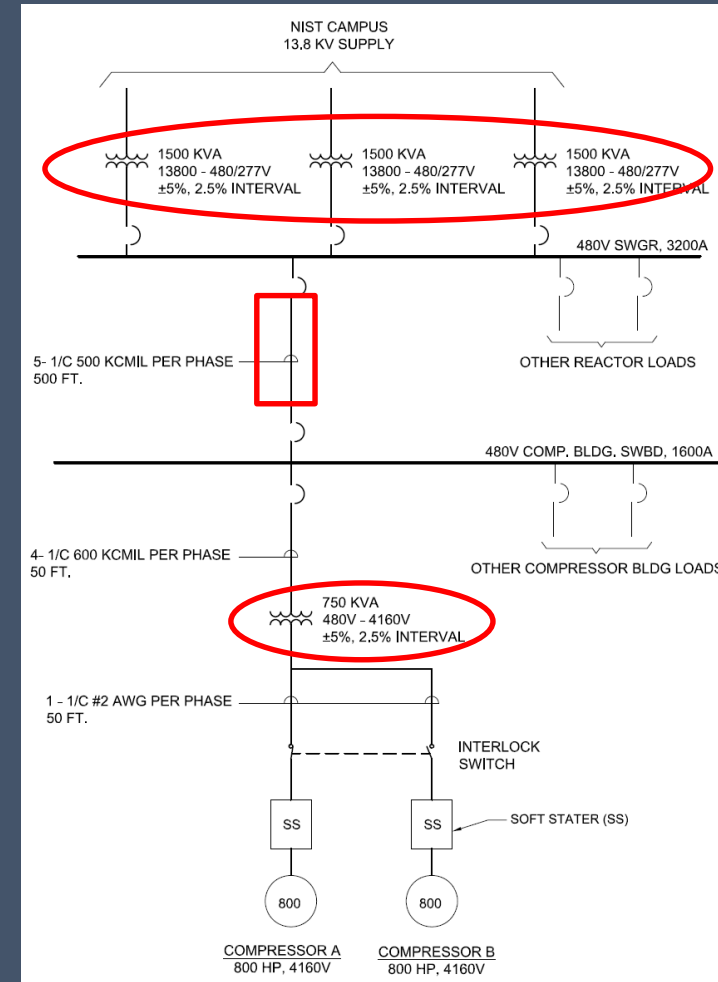 NIST CAMPUS
13.8 KV SUPPLY
1500 KVA
13800 - 480/277V
±5%, 2.5% INTERVAL
1500 KVA
13800 - 480/277V
±5%, 2.5% INTERVAL
1500 KVA
13800 - 480/277V
±5%, 2.5% INTERVAL
480V SWGR, 3200A
5- 1/C 500 KCMIL PER PHASE
500 FT.
OTHER REACTOR LOADS
480V COMP. BLDG. SWBD, 1600A
4- 1/C 600 KCMIL PER PHASE
50 FT.
OTHER COMPRESSOR BLDG LOADS
750 KVA
480V - 4160V
±5%, 2.5% INTERVAL
1 - 1/C #2 AWG PER PHASE
50 FT.
INTERLOCK
SWITCH
SS
SS
SOFT STATER (SS)
800
800
COMPRESSOR A
800 HP, 4160V
COMPRESSOR B
800 HP, 4160V